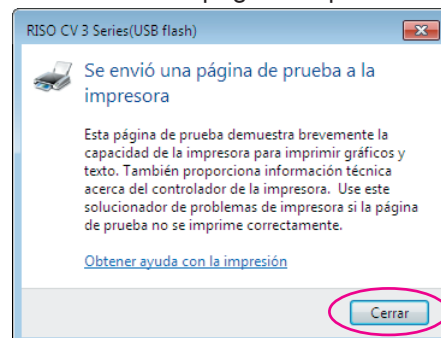 RISO CV 3 Series(USB flash)
Se envió una página de prueba a la
impresora
Esta página de prueba demuestra brevemente la
capacidad de la impresora para imprimir gráficos y
texto. También proporciona información técnica
acerca del controlador de la impresora. Use este
solucionador de problemas de impresora si la página
de prueba no se imprime correctamente.
Obtener ayuda con la impresión
Cerrar